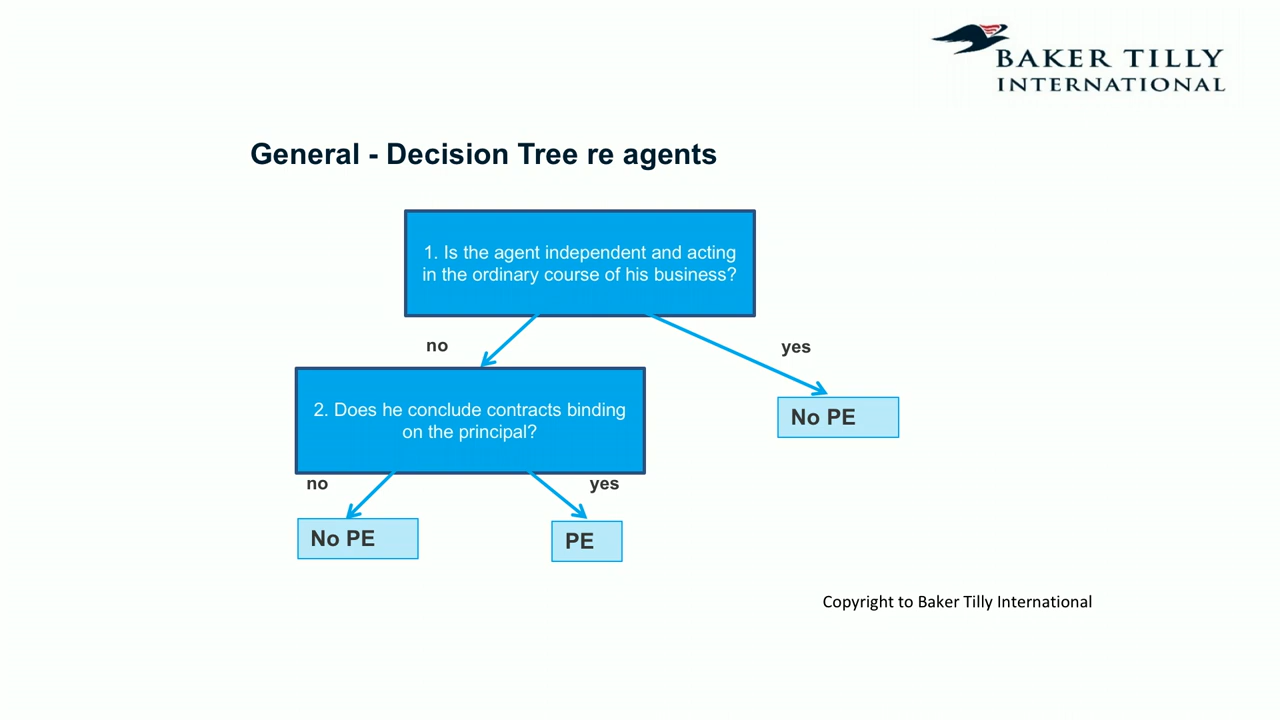 BAKER TILLY
INTERNATIONAL
General - Decision Tree re agents
1. Is the agent independent and acting
in the ordinary course of his business?
no
yes
2. Does he conclude contracts binding
on the principal?
No PE
no
yes
No PE
PE
Copyright to Baker Tilly International